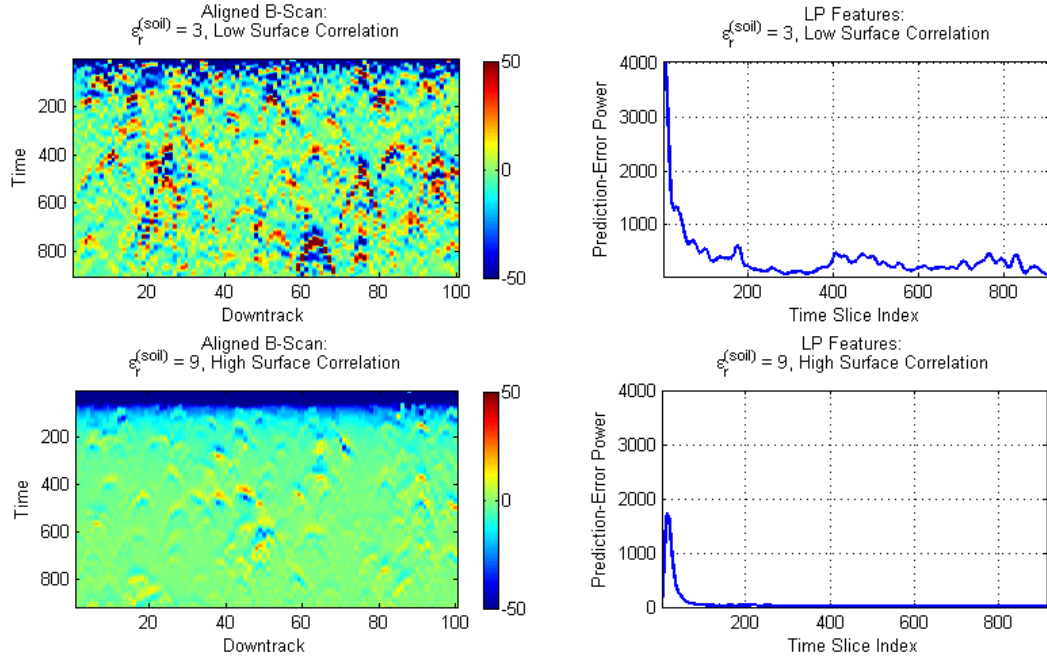 Aligned B-Scan:
εr(soil) = 3, Low Surface Correlation
50
0
-50
200
400
600
800
Time
20 40 60 80 100
Downtrack
LP Features:
εr(soil) = 3, Low Surface Correlation
4000
3000
2000
1000
Prediction-Error Power
200 400 600 800
Time Slice Index
Aligned B-Scan:
εr(soil) = 9, High Surface Correlation
50
0
-50
200
400
600
800
Time
20 40 60 80 100
Downtrack
LP Features:
εr(soil) = 9, High Surface Correlation
4000
3000
2000
1000
0
Prediction-Error Power
200 400 600 800
Time Slice Index